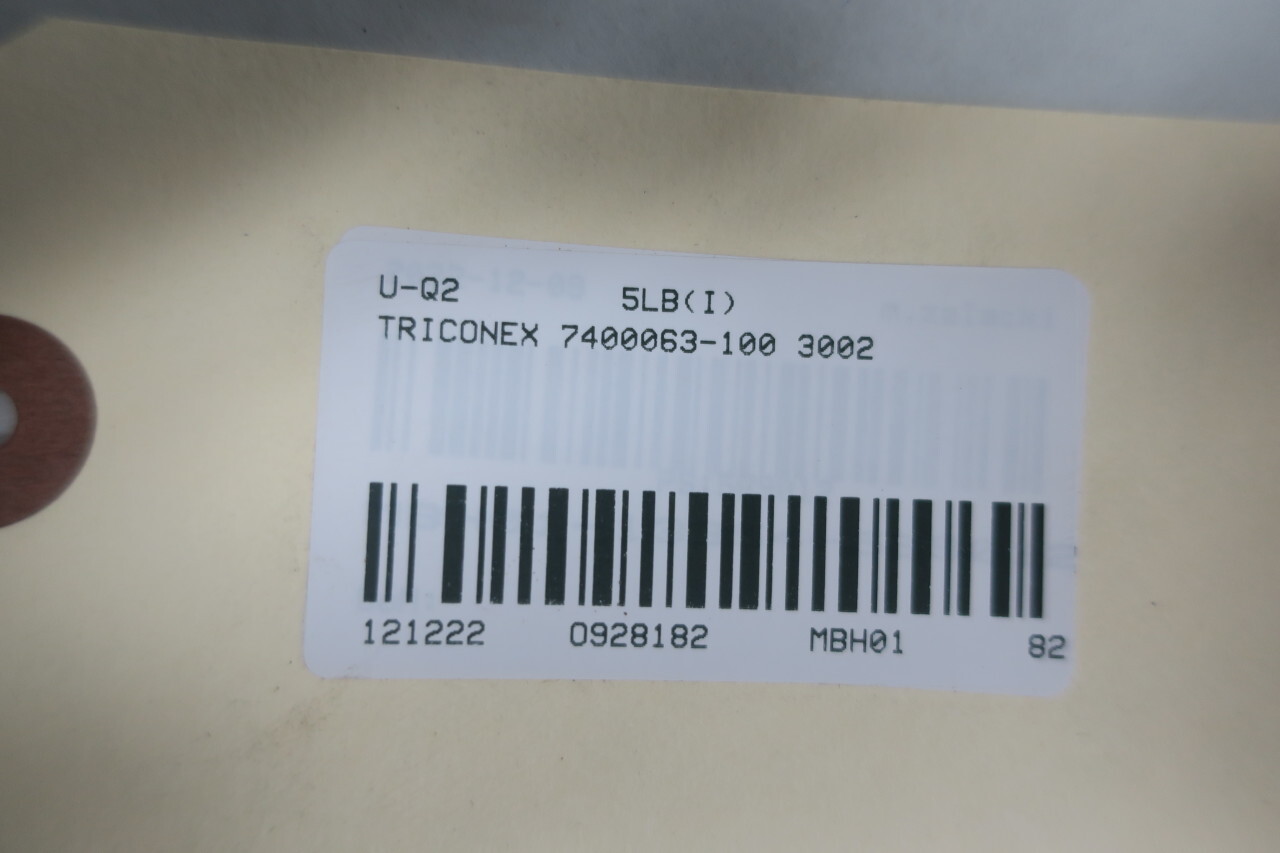 U-Q2 5LB(I)
TRICONEX 7400063-100 3002
121222 0928182 MBH01 82